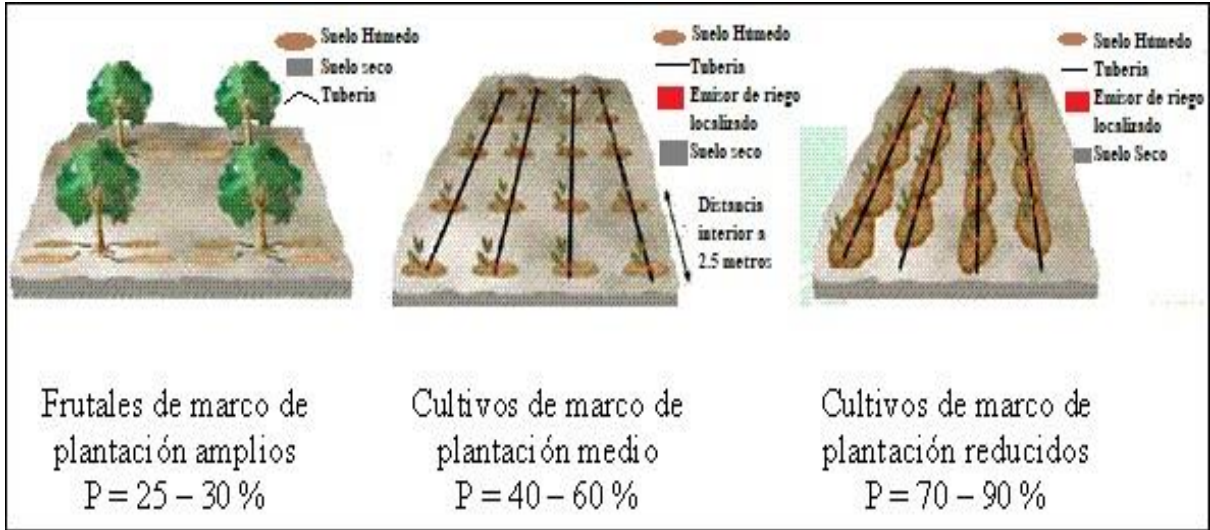 Suelo Húmedo
Suelo seco
Tuberia
Suelo Húmedo
Tuberia
Emisor de riego
localizado
Suelo seco
Distancia
interior a
2.5 metros
Suelo Húmedo
Tuberia
Emisor de riego
localizado
Suelo Seco
Frutales de marco de
plantación amplios
P = 25 – 30 %
Cultivos de marco de
plantación medio
P = 40 – 60 %
Cultivos de marco de
plantación reducidos
P = 70 – 90 %